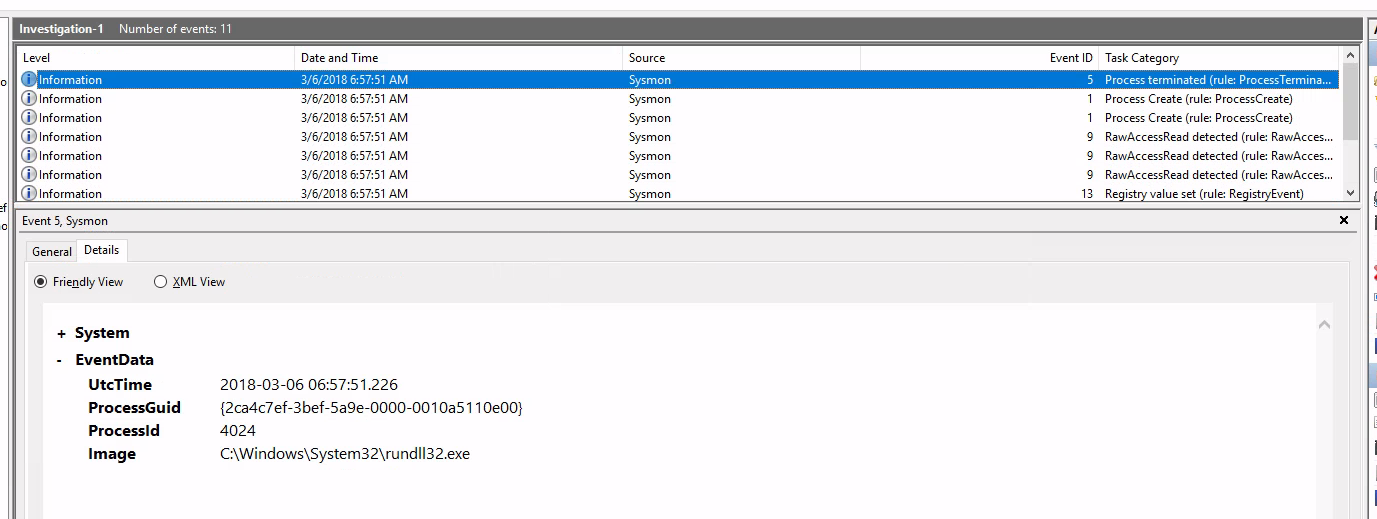 Investigation-1 Number of events: 11
Level Date and Time Source Event ID Task Category
Information 3/6/2018 6:57:51 AM Sysmon 5 Process terminated (rule: ProcessTermina...
Information 3/6/2018 6:57:51 AM Sysmon 1 Process Create (rule: ProcessCreate)
Information 3/6/2018 6:57:51 AM Sysmon 1 Process Create (rule: ProcessCreate)
Information 3/6/2018 6:57:51 AM Sysmon 9 RawAccessRead detected (rule: RawAcces...
Information 3/6/2018 6:57:51 AM Sysmon 9 RawAccessRead detected (rule: RawAcces...
Information 3/6/2018 6:57:51 AM Sysmon 9 RawAccessRead detected (rule: RawAcces...
Information 3/6/2018 6:57:51 AM Sysmon 13 Registry value set (rule: RegistryEvent)
Event 5, Sysmon
General Details
Friendly View XML View
+ System
- EventData
UtcTime 2018-03-06 06:57:51.226
ProcessGuid {2ca4c7ef-3bef-5a9e-0000-0010a5110e00}
ProcessId 4024
Image C:\Windows\System32\rundll32.exe